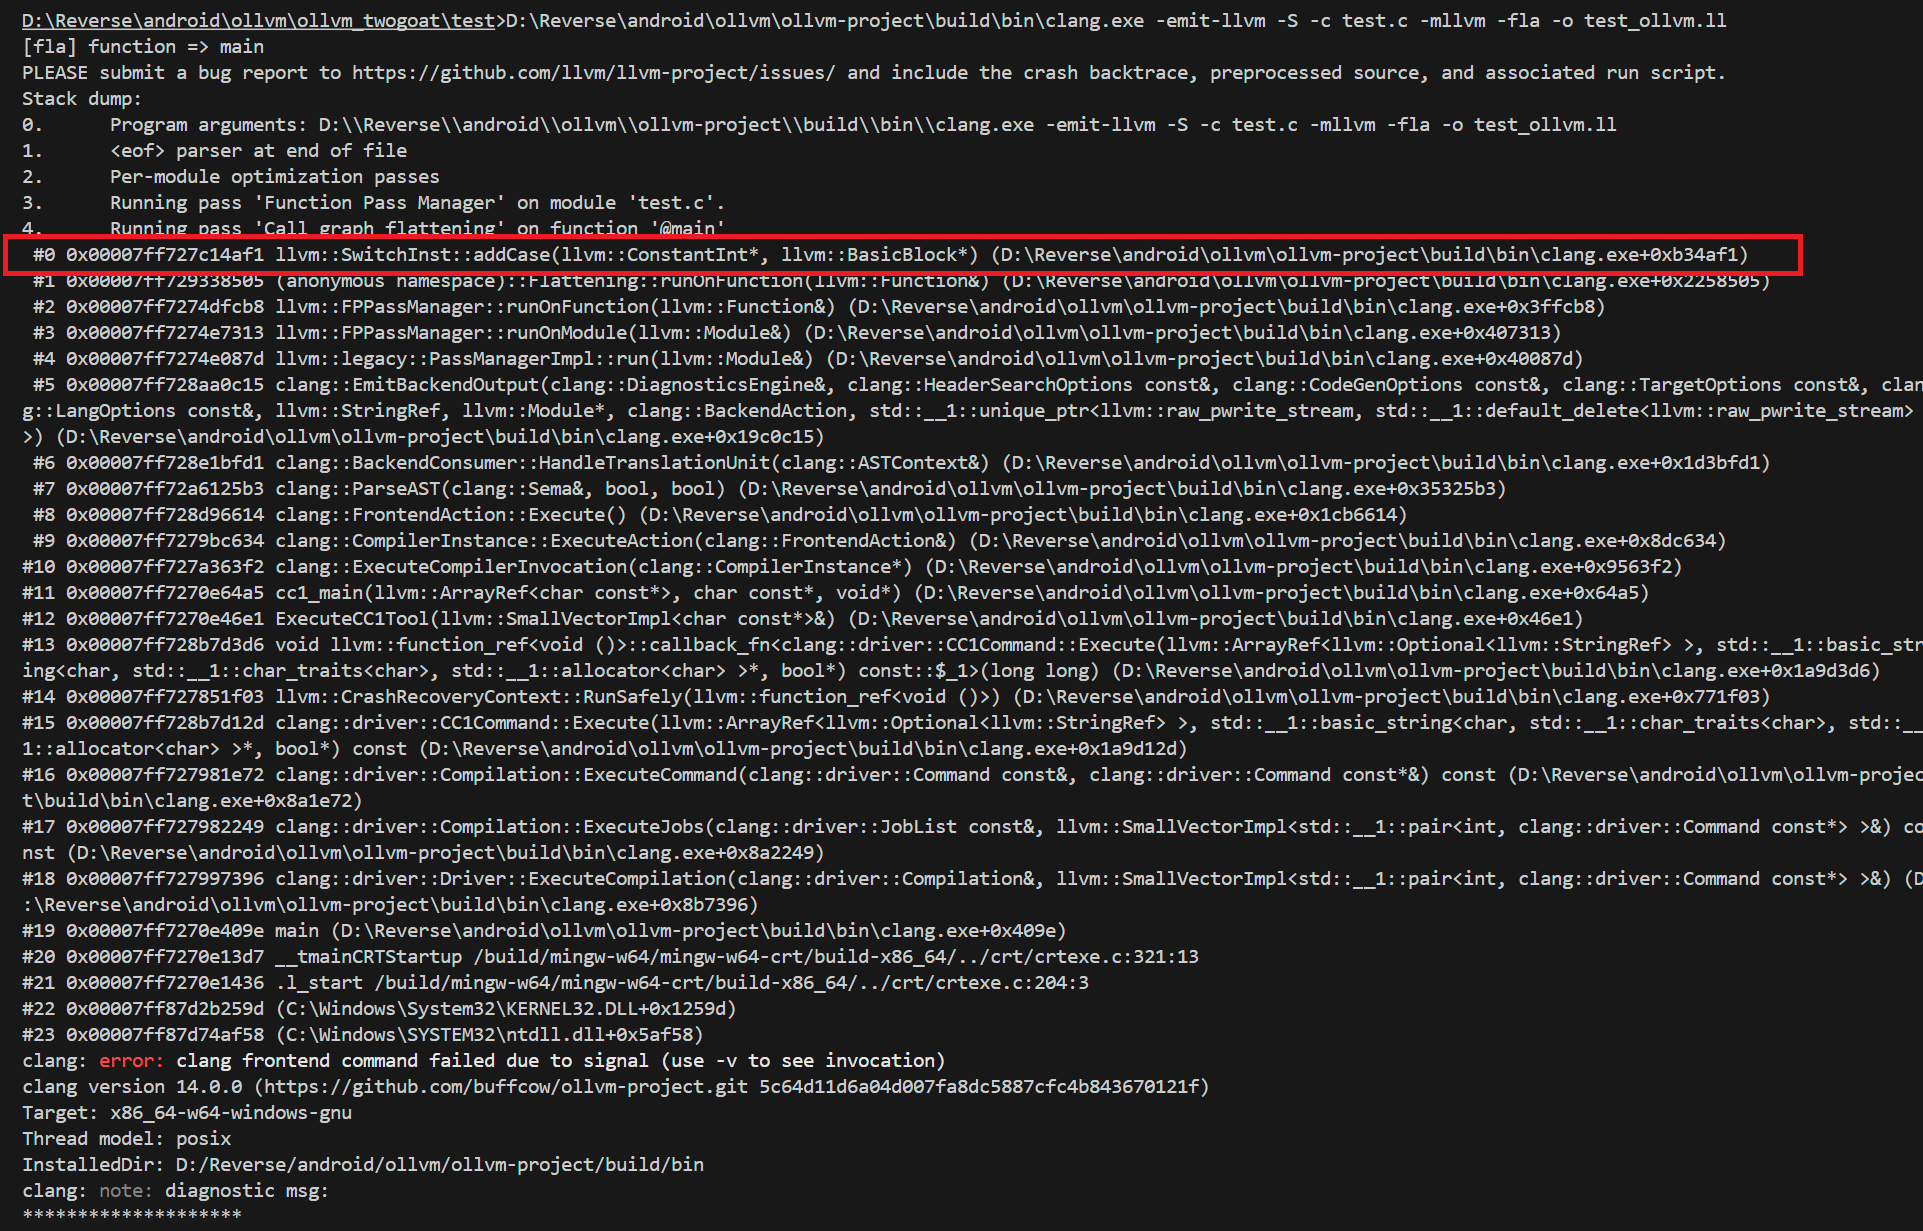 D:\Reverse\android\ollvm\ollvm_twogoat\test>D:\Reverse\android\ollvm\ollvm-project\build\bin\clang.exe -emit-llvm -S -c test.c -mllvm -fla -o test_ollvm.ll
[fla] function => main
PLEASE submit a bug report to https://github.com/llvm/llvm-project/issues/ and include the crash backtrace, preprocessed source, and associated run script.
Stack dump:
0.      Program arguments: D:\\Reverse\\android\\ollvm\\ollvm-project\\build\\bin\\clang.exe -emit-llvm -S -c test.c -mllvm -fla -o test_ollvm.ll
1.      <eof> parser at end of file
2.      Per-module optimization passes
3.      Running pass 'Function Pass Manager' on module 'test.c'.
4.      Running pass 'Call graph flattening' on function '@main'
 #0 0x00007ff727c14af1 llvm::SwitchInst::addCase(llvm::ConstantInt*, llvm::BasicBlock*) (D:\Reverse\android\ollvm\ollvm-project\build\bin\clang.exe+0xb34af1)
 #1 0x00007ff729338505 (anonymous namespace)::Flattening::runOnFunction(llvm::Function&) (D:\Reverse\android\ollvm\ollvm-project\build\bin\clang.exe+0x2258505)
 #2 0x00007ff7274dfcb8 llvm::FPPassManager::runOnFunction(llvm::Function&) (D:\Reverse\android\ollvm\ollvm-project\build\bin\clang.exe+0x3ffcb8)
 #3 0x00007ff7274e7313 llvm::FPPassManager::runOnModule(llvm::Module&) (D:\Reverse\android\ollvm\ollvm-project\build\bin\clang.exe+0x407313)
 #4 0x00007ff7274e087d llvm::legacy::PassManagerImpl::run(llvm::Module&) (D:\Reverse\android\ollvm\ollvm-project\build\bin\clang.exe+0x40087d)
 #5 0x00007ff728aa0c15 clang::EmitBackendOutput(clang::DiagnosticsEngine&, clang::HeaderSearchOptions const&, clang::CodeGenOptions const&, clang::TargetOptions const&, clan
g::LangOptions const&, llvm::StringRef, llvm::Module*, clang::BackendAction, std::__1::unique_ptr<llvm::raw_pwrite_stream, std::__1::default_delete<llvm::raw_pwrite_stream>
>) (D:\Reverse\android\ollvm\ollvm-project\build\bin\clang.exe+0x19c0c15)
 #6 0x00007ff728e1bfd1 clang::BackendConsumer::HandleTranslationUnit(clang::ASTContext&) (D:\Reverse\android\ollvm\ollvm-project\build\bin\clang.exe+0x1d3bfd1)
 #7 0x00007ff72a6125b3 clang::ParseAST(clang::Sema&, bool, bool) (D:\Reverse\android\ollvm\ollvm-project\build\bin\clang.exe+0x35325b3)
 #8 0x00007ff728d96614 clang::FrontendAction::Execute() (D:\Reverse\android\ollvm\ollvm-project\build\bin\clang.exe+0x1cb6614)
 #9 0x00007ff7279bc634 clang::CompilerInstance::ExecuteAction(clang::FrontendAction&) (D:\Reverse\android\ollvm\ollvm-project\build\bin\clang.exe+0x8dc634)
#10 0x00007ff727a363f2 clang::ExecuteCompilerInvocation(clang::CompilerInstance*) (D:\Reverse\android\ollvm\ollvm-project\build\bin\clang.exe+0x9563f2)
#11 0x00007ff7270e64a5 cc1_main(llvm::ArrayRef<char const*>, char const*, void*) (D:\Reverse\android\ollvm\ollvm-project\build\bin\clang.exe+0x64a5)
#12 0x00007ff7270e46e1 ExecuteCC1Tool(llvm::SmallVectorImpl<char const*>&) (D:\Reverse\android\ollvm\ollvm-project\build\bin\clang.exe+0x46e1)
#13 0x00007ff728b7d3d6 void llvm::function_ref<void ()>::callback_fn<clang::driver::CC1Command::Execute(llvm::ArrayRef<llvm::Optional<llvm::StringRef> >, std::__1::basic_str
ing<char, std::__1::char_traits<char>, std::__1::allocator<char> >*, bool*) const::$_1>(long long) (D:\Reverse\android\ollvm\ollvm-project\build\bin\clang.exe+0x1a9d3d6)
#14 0x00007ff727851f03 llvm::CrashRecoveryContext::RunSafely(llvm::function_ref<void ()>) (D:\Reverse\android\ollvm\ollvm-project\build\bin\clang.exe+0x771f03)
#15 0x00007ff728b7d12d clang::driver::CC1Command::Execute(llvm::ArrayRef<llvm::Optional<llvm::StringRef> >, std::__1::basic_string<char, std::__1::char_traits<char>, std::__
1::allocator<char> >*, bool*) const (D:\Reverse\android\ollvm\ollvm-project\build\bin\clang.exe+0x1a9d12d)
#16 0x00007ff727981e72 clang::driver::Compilation::ExecuteCommand(clang::driver::Command const&, clang::driver::Command const*&) const (D:\Reverse\android\ollvm\ollvm-projec
t\build\bin\clang.exe+0x8a1e72)
#17 0x00007ff727982249 clang::driver::Compilation::ExecuteJobs(clang::driver::JobList const&, llvm::SmallVectorImpl<std::__1::pair<int, clang::driver::Command const*> >&) co
nst (D:\Reverse\android\ollvm\ollvm-project\build\bin\clang.exe+0x8a2249)
#18 0x00007ff727997396 clang::driver::Driver::ExecuteCompilation(clang::driver::Compilation&, llvm::SmallVectorImpl<std::__1::pair<int, clang::driver::Command const*> >&) (D
:\Reverse\android\ollvm\ollvm-project\build\bin\clang.exe+0x8b7396)
#19 0x00007ff7270e409e main (D:\Reverse\android\ollvm\ollvm-project\build\bin\clang.exe+0x409e)
#20 0x00007ff7270e13d7 __tmainCRTStartup /build/mingw-w64/mingw-w64-crt/build-x86_64/../crt/crtexe.c:321:13
#21 0x00007ff7270e1436 .l_start /build/mingw-w64/mingw-w64-crt/build-x86_64/../crt/crtexe.c:204:3
#22 0x00007ff87d2b259d (C:\Windows\System32\KERNEL32.DLL+0x1259d)
#23 0x00007ff87d74af58 (C:\Windows\SYSTEM32\ntdll.dll+0x5af58)
clang: error: clang frontend command failed due to signal (use -v to see invocation)
clang version 14.0.0 (https://github.com/buffcow/ollvm-project.git 5c64d11d6a04d007fa8dc5887cfc4b843670121f)
Target: x86_64-w64-windows-gnu
Thread model: posix
InstalledDir: D:/Reverse/android/ollvm/ollvm-project/build/bin
clang: note: diagnostic msg:
********************